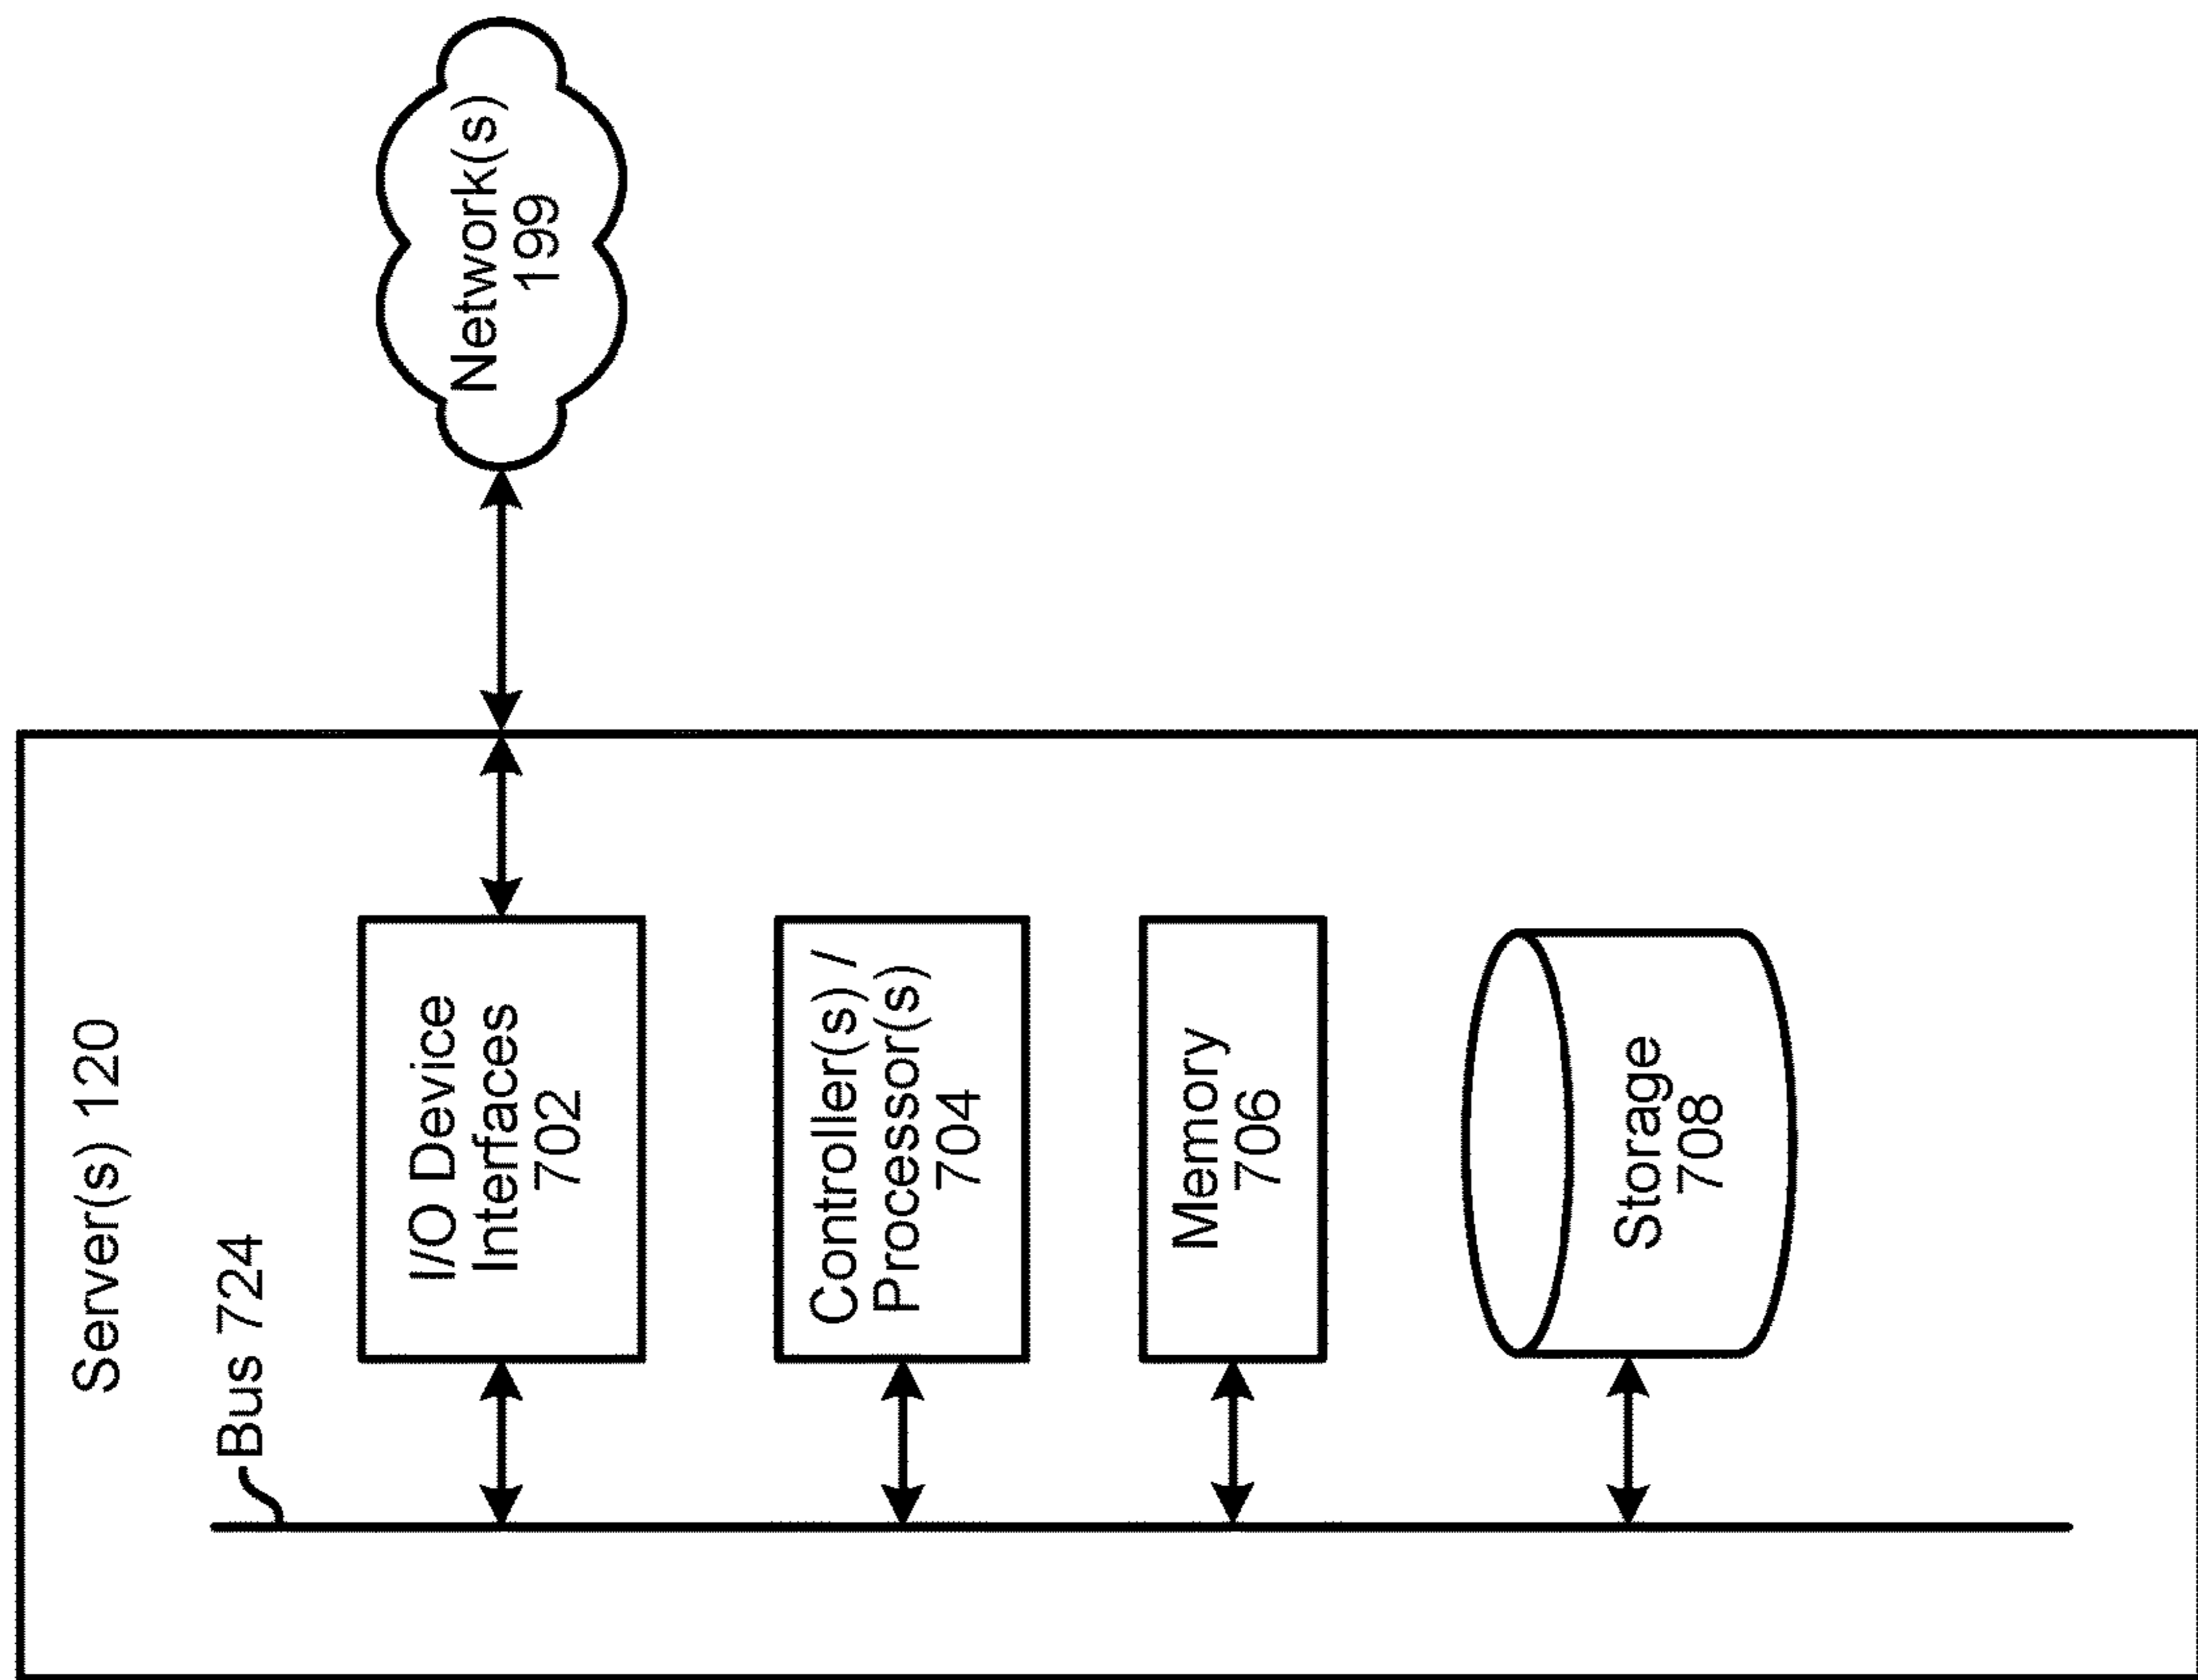 Server(s) 120
Bus 724
I/O Device
Interfaces
702
Network(s)
199
Controller(s) /
Processor(s)
704
Memory
706
Storage
708